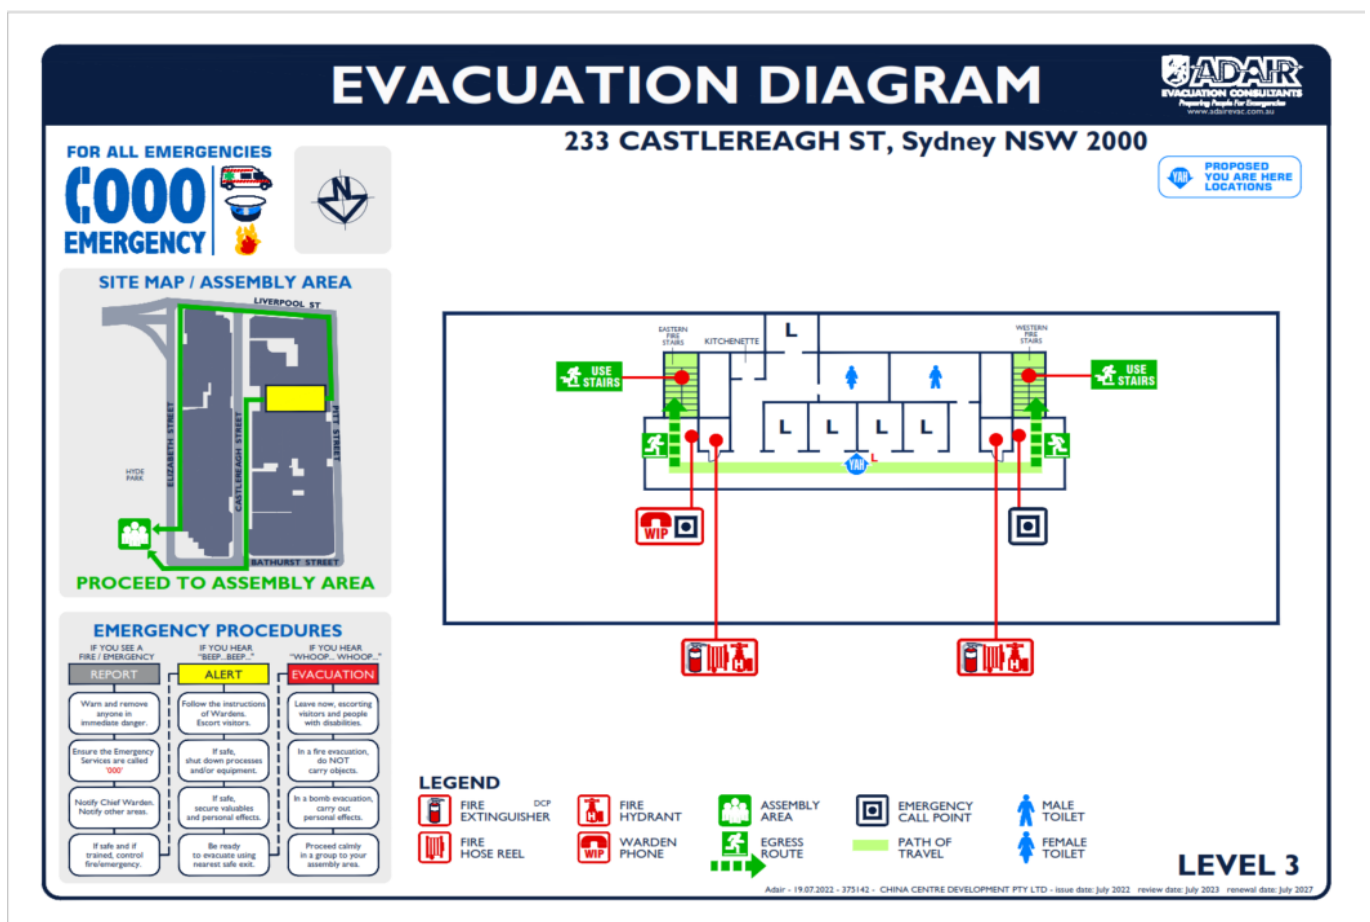 EVACUATION DIAGRAM
ADAIR
EVACUATION CONSULTANTS
Preparing People For Emergencies
www.adairevac.com.au
233 CASTLEREAGH ST, Sydney NSW 2000
YAH
PROPOSED
YOU ARE HERE
LOCATIONS
FOR ALL EMERGENCIES
000
EMERGENCY
N
SITE MAP / ASSEMBLY AREA
LIVERPOOL ST
ELIZABETH STREET
CASTLEREAGH STREET
PITT STREET
HYDE
PARK
BATHURST STREET
PROCEED TO ASSEMBLY AREA
EASTERN
FIRE
STAIRS
KITCHENETTE
L
WESTERN
FIRE
STAIRS
USE
STAIRS
USE
STAIRS
L
L
L
L
YAH
L
WIP
H
H
EMERGENCY PROCEDURES
IF YOU SEE A
FIRE / EMERGENCY
REPORT
Warn and remove
anyone in
immediate danger.
Ensure the Emergency
Services are called
'000'
Notify Chief Warden.
Notify other areas.
If safe and if
trained, control
fire/emergency.
IF YOU HEAR
"BEEP...BEEP..."
ALERT
Follow the instructions
of Wardens.
Escort visitors.
If safe,
shut down processes
and/or equipment.
If safe,
secure valuables
and personal effects.
Be ready
to evacuate using
nearest safe exit.
IF YOU HEAR
"WHOOP... WHOOP..."
EVACUATION
Leave now, escorting
visitors and people
with disabilities.
In a fire evacuation,
do NOT
carry objects.
In a bomb evacuation,
carry out
personal effects.
Proceed calmly
in a group to your
assembly area.
LEGEND
FIRE DCP
EXTINGUISHER
FIRE
HOSE REEL
H
FIRE
HYDRANT
WIP
WARDEN
PHONE
ASSEMBLY
AREA
EGRESS
ROUTE
EMERGENCY
CALL POINT
PATH OF
TRAVEL
MALE
TOILET
FEMALE
TOILET
LEVEL 3
Adair - 19.07.2022 - 375142 - CHINA CENTRE DEVELOPMENT PTY LTD - issue date: July 2022 review date: July 2023 renewal date: July 2027